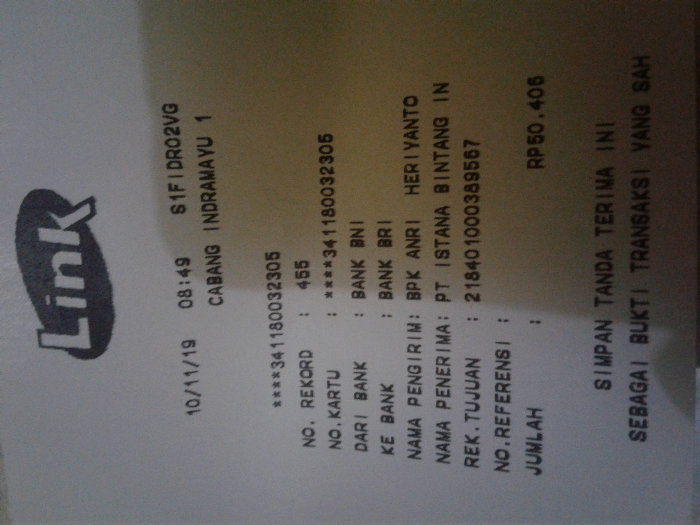 Link
10/11/19 08:49 S1FIDR02VG
CABANG INDRAMAYU 1
****341180032305
NO. REKORD : 455
NO.KARTU : ****341180032305
DARI BANK : BANK BNI
KE BANK : BANK BRI
NAMA PENGIRIM: BPK ANRI HERIYANTO
NAMA PENERIMA: PT ISTANA BINTANG IN
REK.TUJUAN : 218401000389567
NO.REFERENSI :
JUMLAH : RP50.406
SIMPAN TANDA TERIMA INI
SEBAGAI BUKTI TRANSAKSI YANG SAH